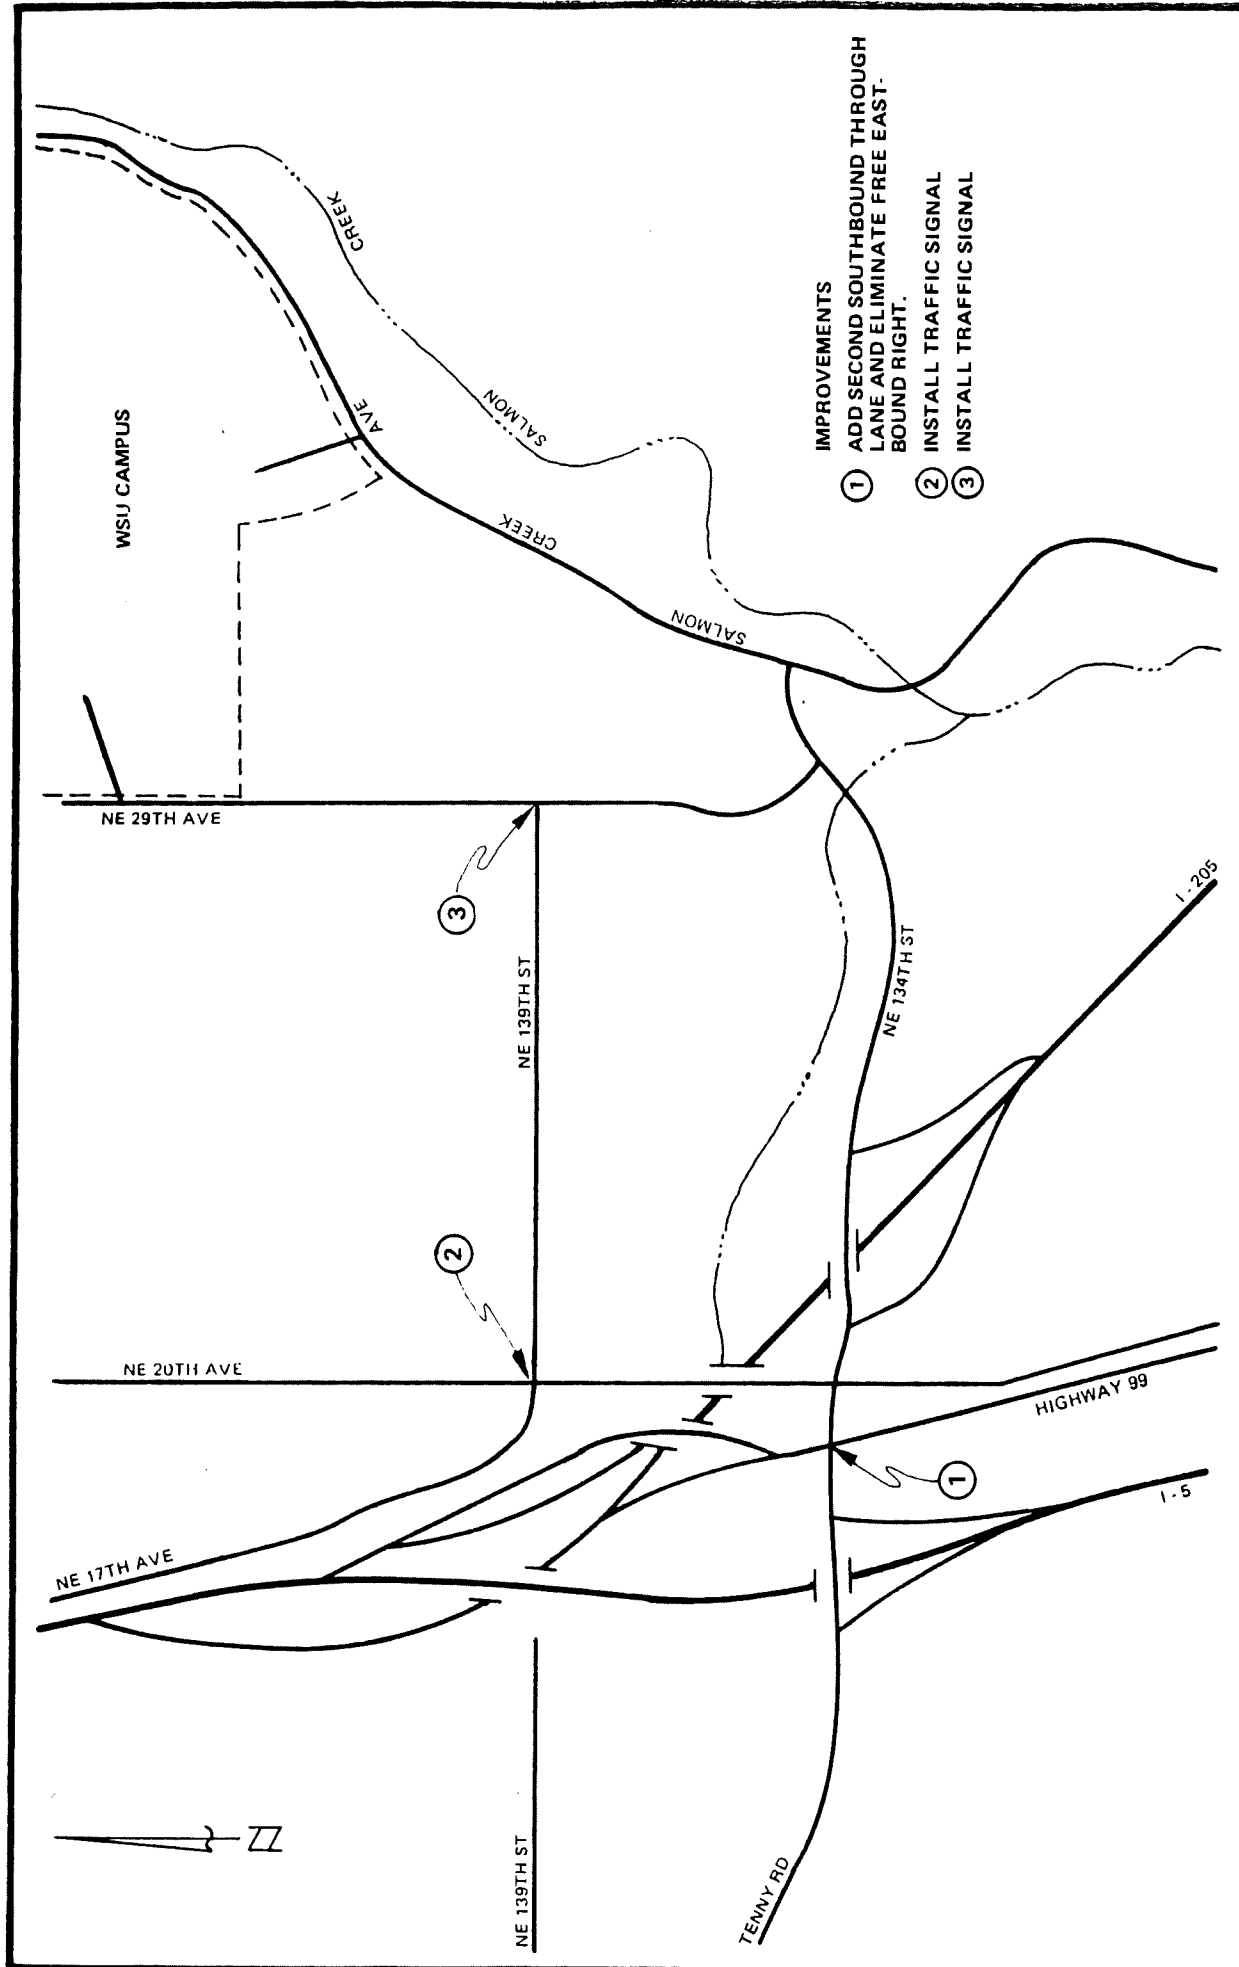 WSU CAMPUS
CREEK
AVE
SALMON
CREEK
SALMON
NE 29TH AVE
IMPROVEMENTS
1 ADD SECOND SOUTHBOUND THROUGH
LANE AND ELIMINATE FREE EAST-
BOUND RIGHT.
2 INSTALL TRAFFIC SIGNAL
3 INSTALL TRAFFIC SIGNAL
3
NE 139TH ST
NE 134TH ST
I-205
2
NE 20TH AVE
HIGHWAY 99
1
I-5
NE 17TH AVE
NE 139TH ST
TENNY RD
N